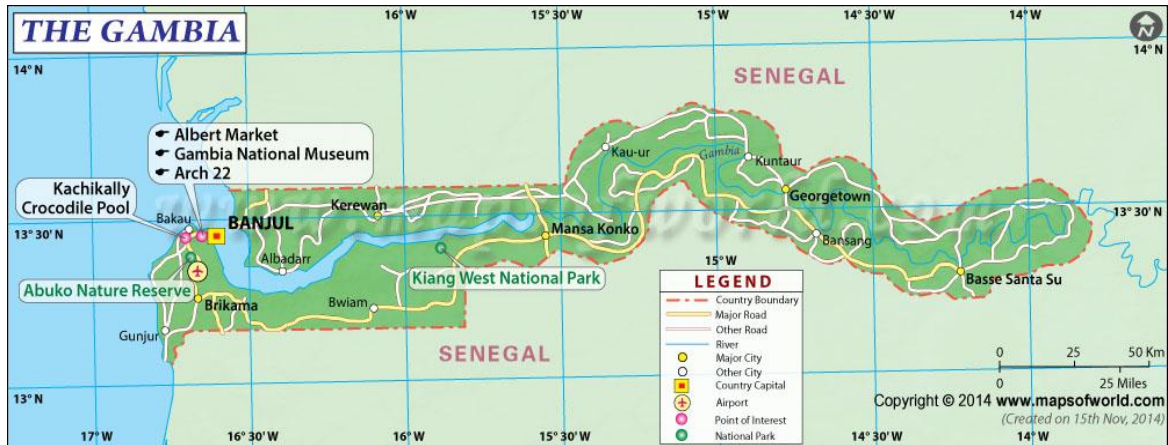 THE GAMBIA
16° W
15° 30' W
15° W
14° 30' W
14° W
N
14° N
14° N
SENEGAL
Albert Market
Gambia National Museum
Arch 22
Kau-ur
Gambia
Kuntaur
Kachikally
Crocodile Pool
Georgetown
Bakau
BANJUL
Kerewan
13° 30' N
13° 30' N
Mansa Konko
Bansang
Albadarr
Kiang West National Park
15° W
Basse Santa Su
Abuko Nature Reserve
Brikama
Bwiam
Gunjur
SENEGAL
LEGEND
Country Boundary
Major Road
Other Road
River
Major City
Other City
Country Capital
Airport
Point of Interest
National Park
0 25 50 Km
0 25 Miles
Copyright © 2014 www.mapsofworld.com
(Created on 15th Nov, 2014)
13° N
13° N
17° W
16° 30' W
16° W
15° 30' W
15° W
14° 30' W
14° W